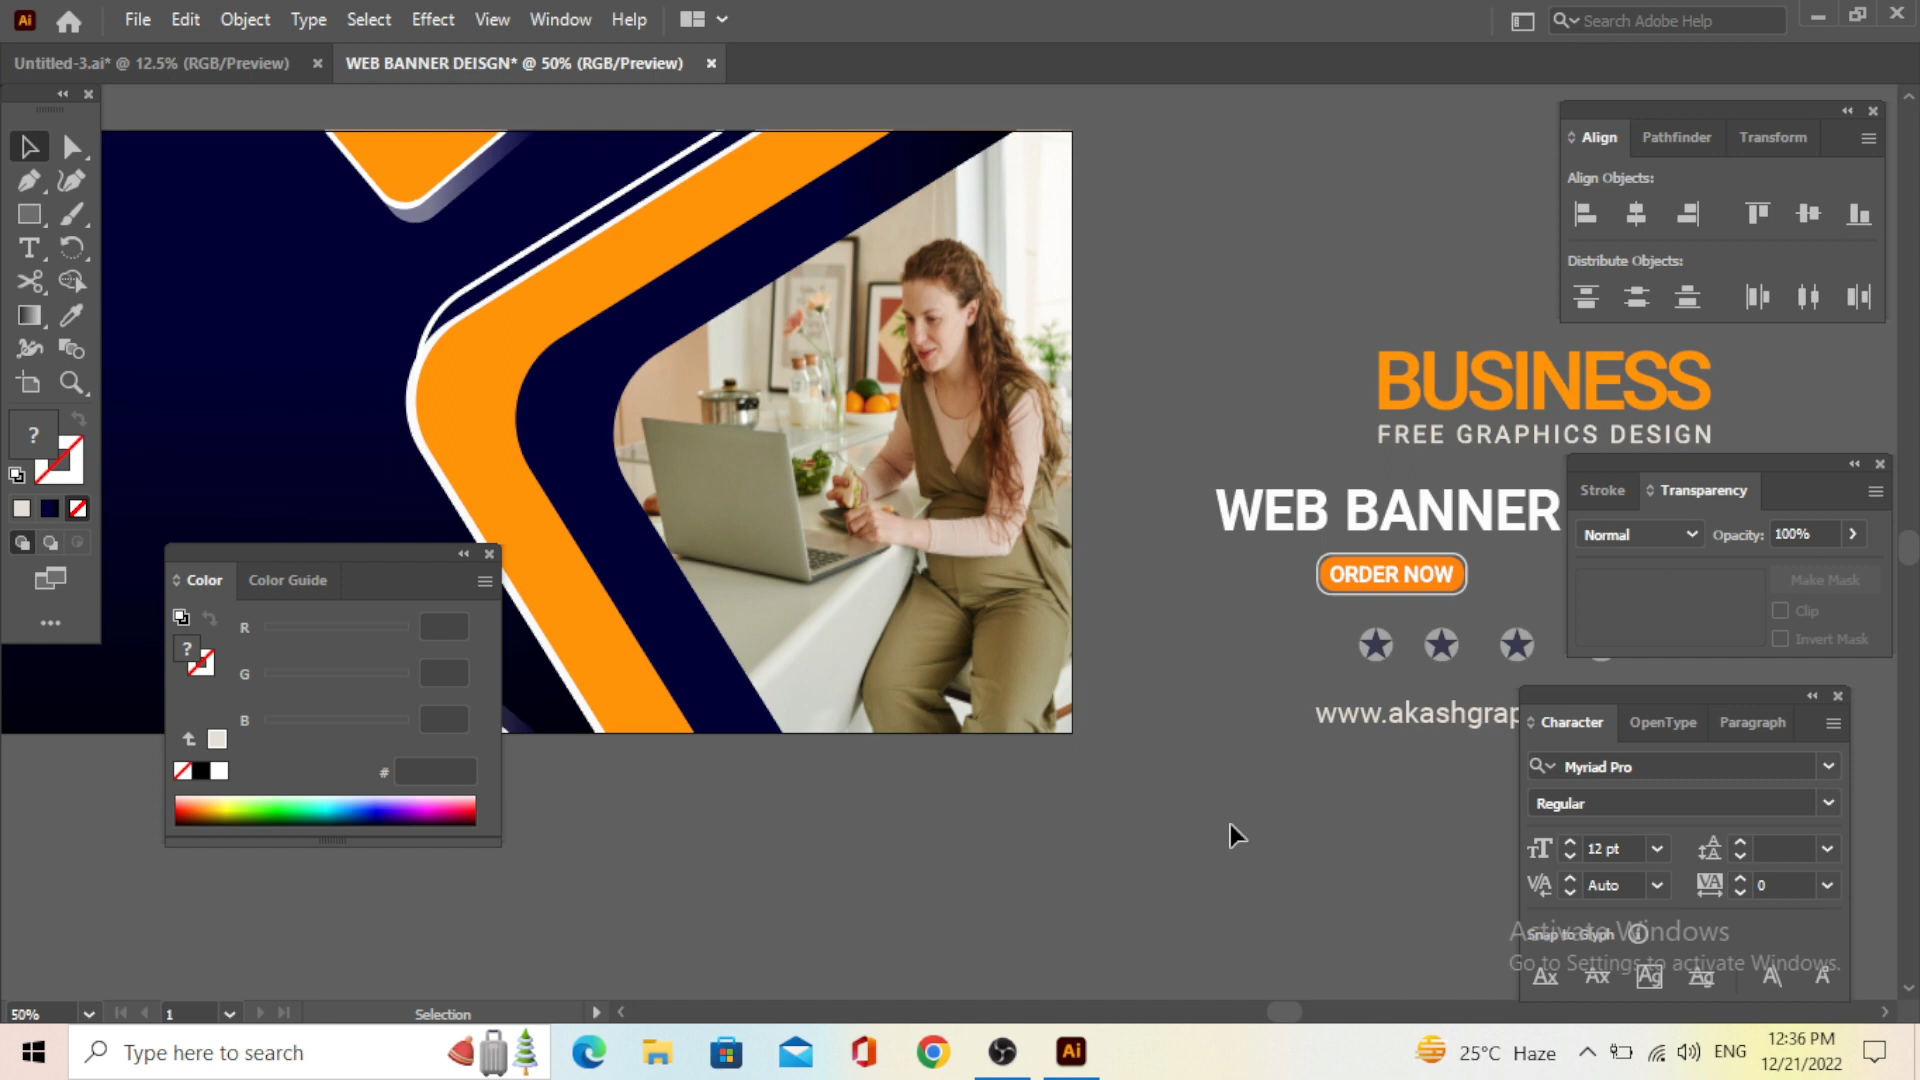 Ai
File Edit Object Type Select Effect View Window Help
Search Adobe Help
Untitled-3.ai* @ 12.5% (RGB/Preview)
WEB BANNER DEISGN* @ 50% (RGB/Preview)
Align Pathfinder Transform
Align Objects:
Distribute Objects:
BUSINESS
FREE GRAPHICS DESIGN
WEB BANNER
ORDER NOW
www.akashgrap
Stroke Transparency
Normal Opacity: 100%
Make Mask
Clip
Invert Mask
Color Color Guide
R
G
B
#
Character OpenType Paragraph
Myriad Pro
Regular
12 pt
Auto 0
Snap to Glyph
Activate Windows
Go to Settings to activate Windows.
50% 1 Selection
Type here to search
Ai
25°C Haze ENG 12:36 PM
12/21/2022